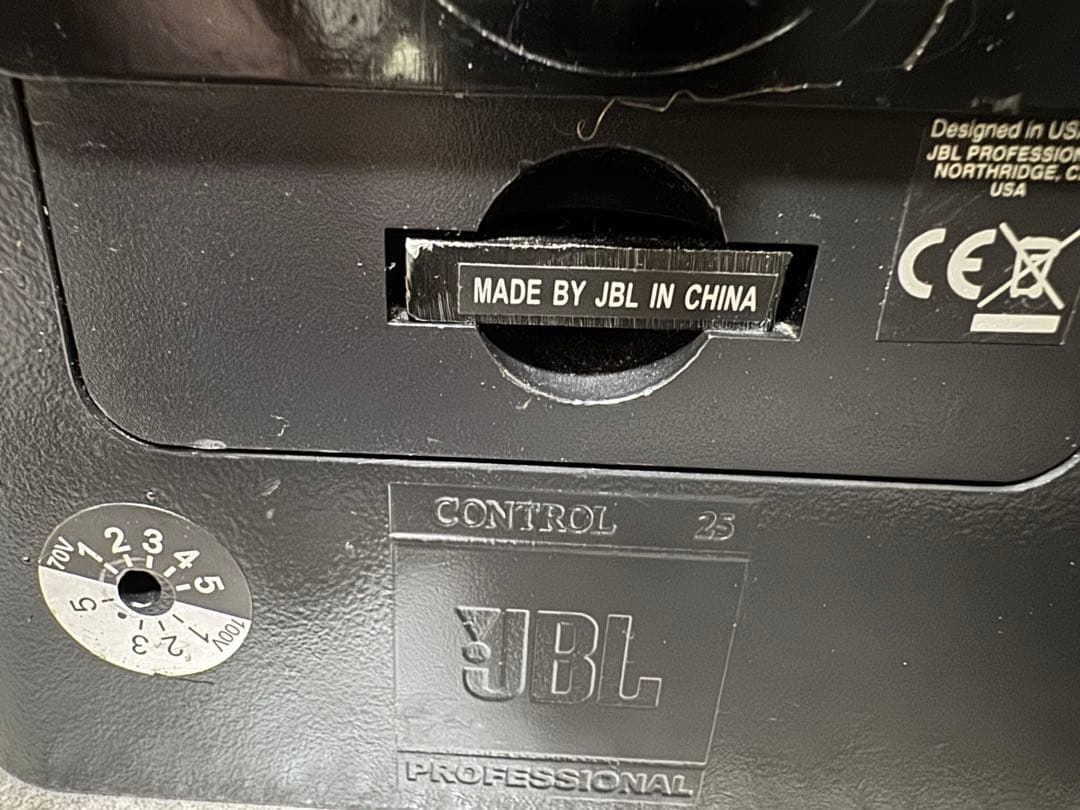 Designed in US
JBL PROFESSION
NORTHRIDGE, C
USA
CE
MADE BY JBL IN CHINA
CONTROL 25
JBL
PROFESSIONAL
70V 1 2 3 4 5
100V 1 2 3 5